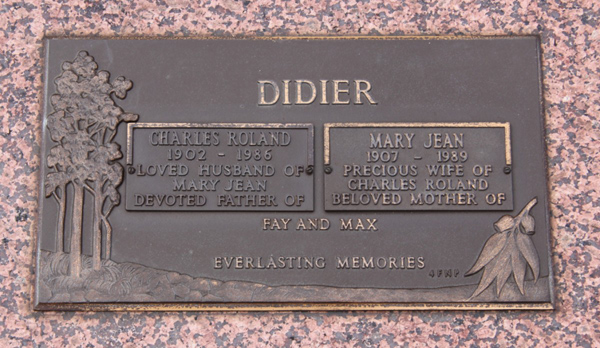 DIDIER
CHARLES ROLAND
1902 - 1986
LOVED HUSBAND OF
MARY JEAN
DEVOTED FATHER OF
MARY JEAN
1907 - 1989
PRECIOUS WIFE OF
CHARLES ROLAND
BELOVED MOTHER OF
FAY AND MAX
EVERLASTING MEMORIES